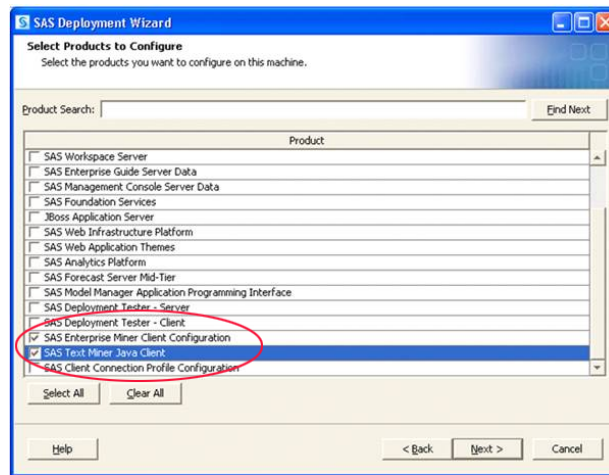 SAS Deployment Wizard
Select Products to Configure
Select the products you want to configure on this machine.
Product Search:
Find Next
Product
SAS Workspace Server
SAS Enterprise Guide Server Data
SAS Management Console Server Data
SAS Foundation Services
JBoss Application Server
SAS Web Infrastructure Platform
SAS Web Application Themes
SAS Analytics Platform
SAS Forecast Server Mid-Tier
SAS Model Manager Application Programming Interface
SAS Deployment Tester - Server
SAS Deployment Tester - Client
SAS Enterprise Miner Client Configuration
SAS Text Miner Java Client
SAS Client Connection Profile Configuration
Select All Clear All
Help < Back Next > Cancel